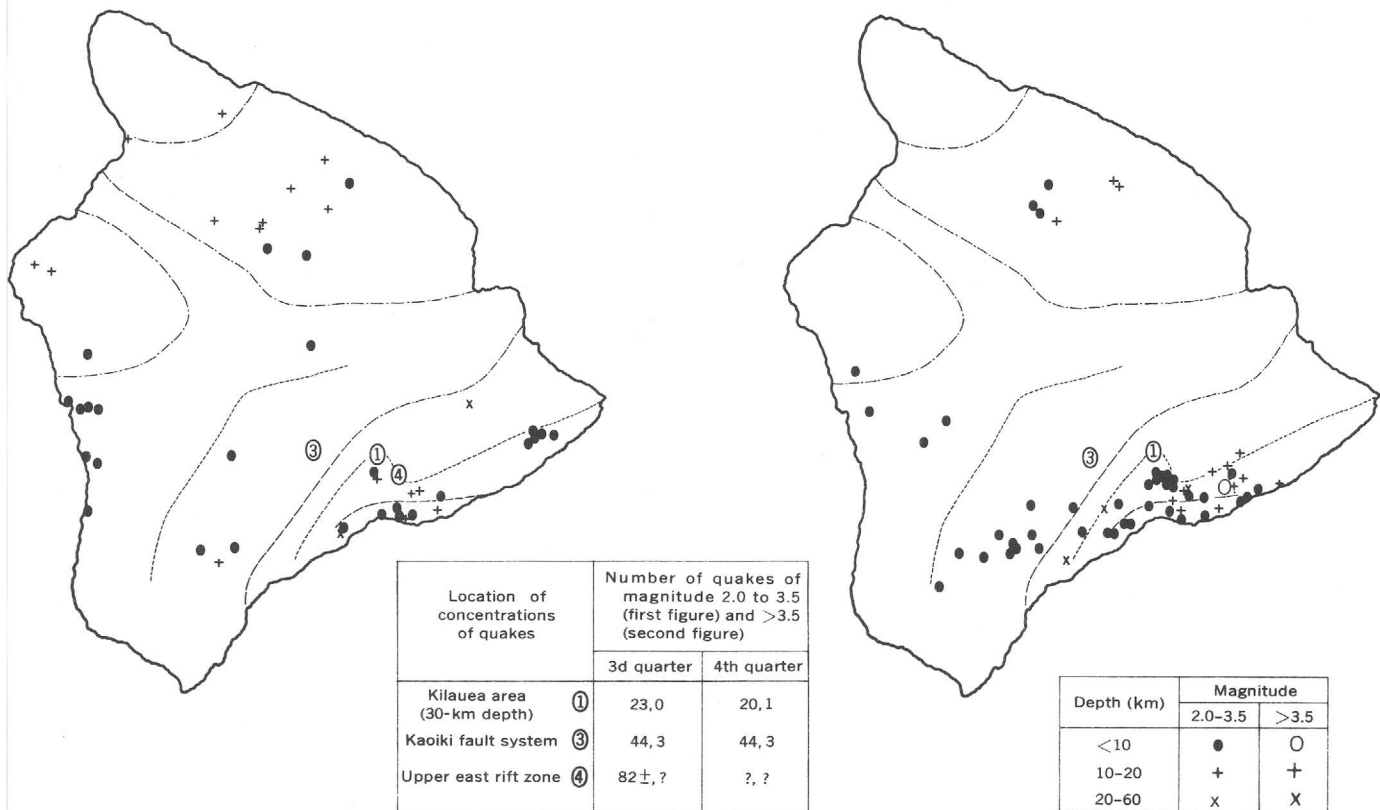 ③
①
④
③
①
Location of
concentrations
of quakes
Number of quakes of
magnitude 2.0 to 3.5
(first figure) and >3.5
(second figure)
3d quarter 4th quarter
Kilauea area
(30-km depth) ① 23,0 20,1
Kaoiki fault system ③ 44,3 44,3
Upper east rift zone ④ 82±,? ?,?
Depth (km) Magnitude
2.0-3.5 >3.5
<10 ● O
10-20 + +
20-60 x X